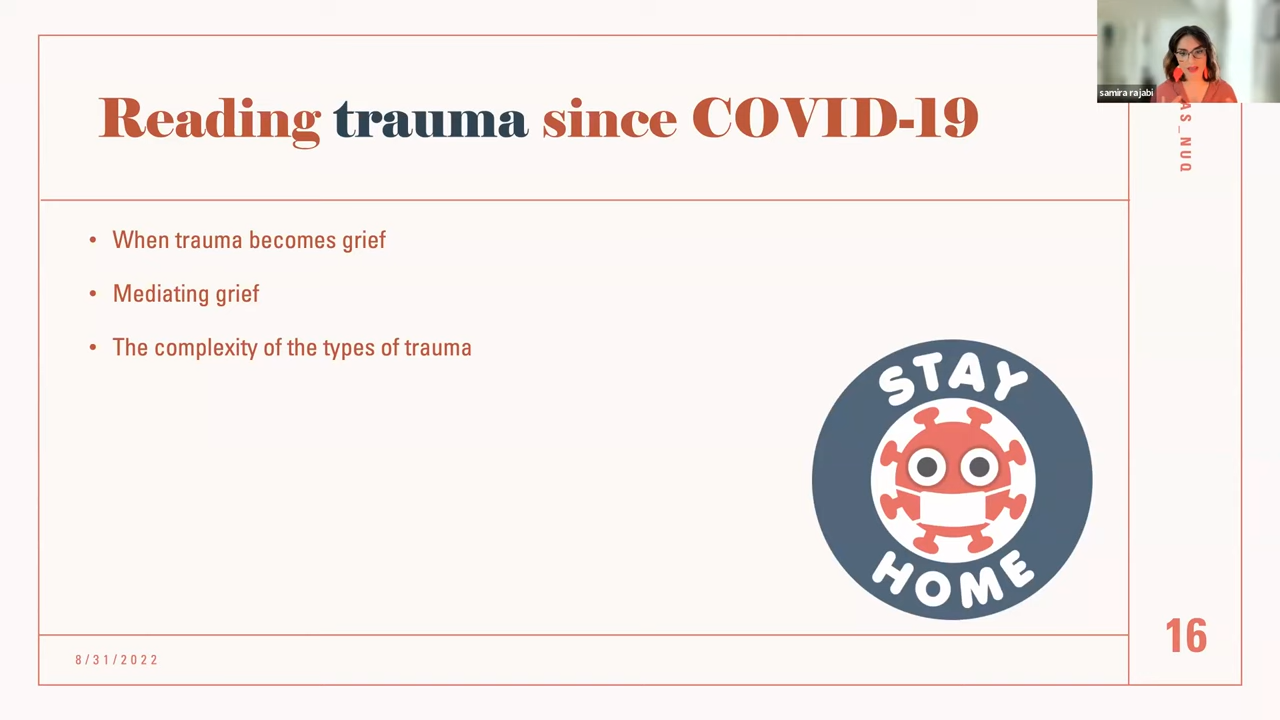 Reading trauma since COVID-19
samira rajabi
AS_NUQ
• When trauma becomes grief
• Mediating grief
• The complexity of the types of trauma
STAY
HOME
8/31/2022
16